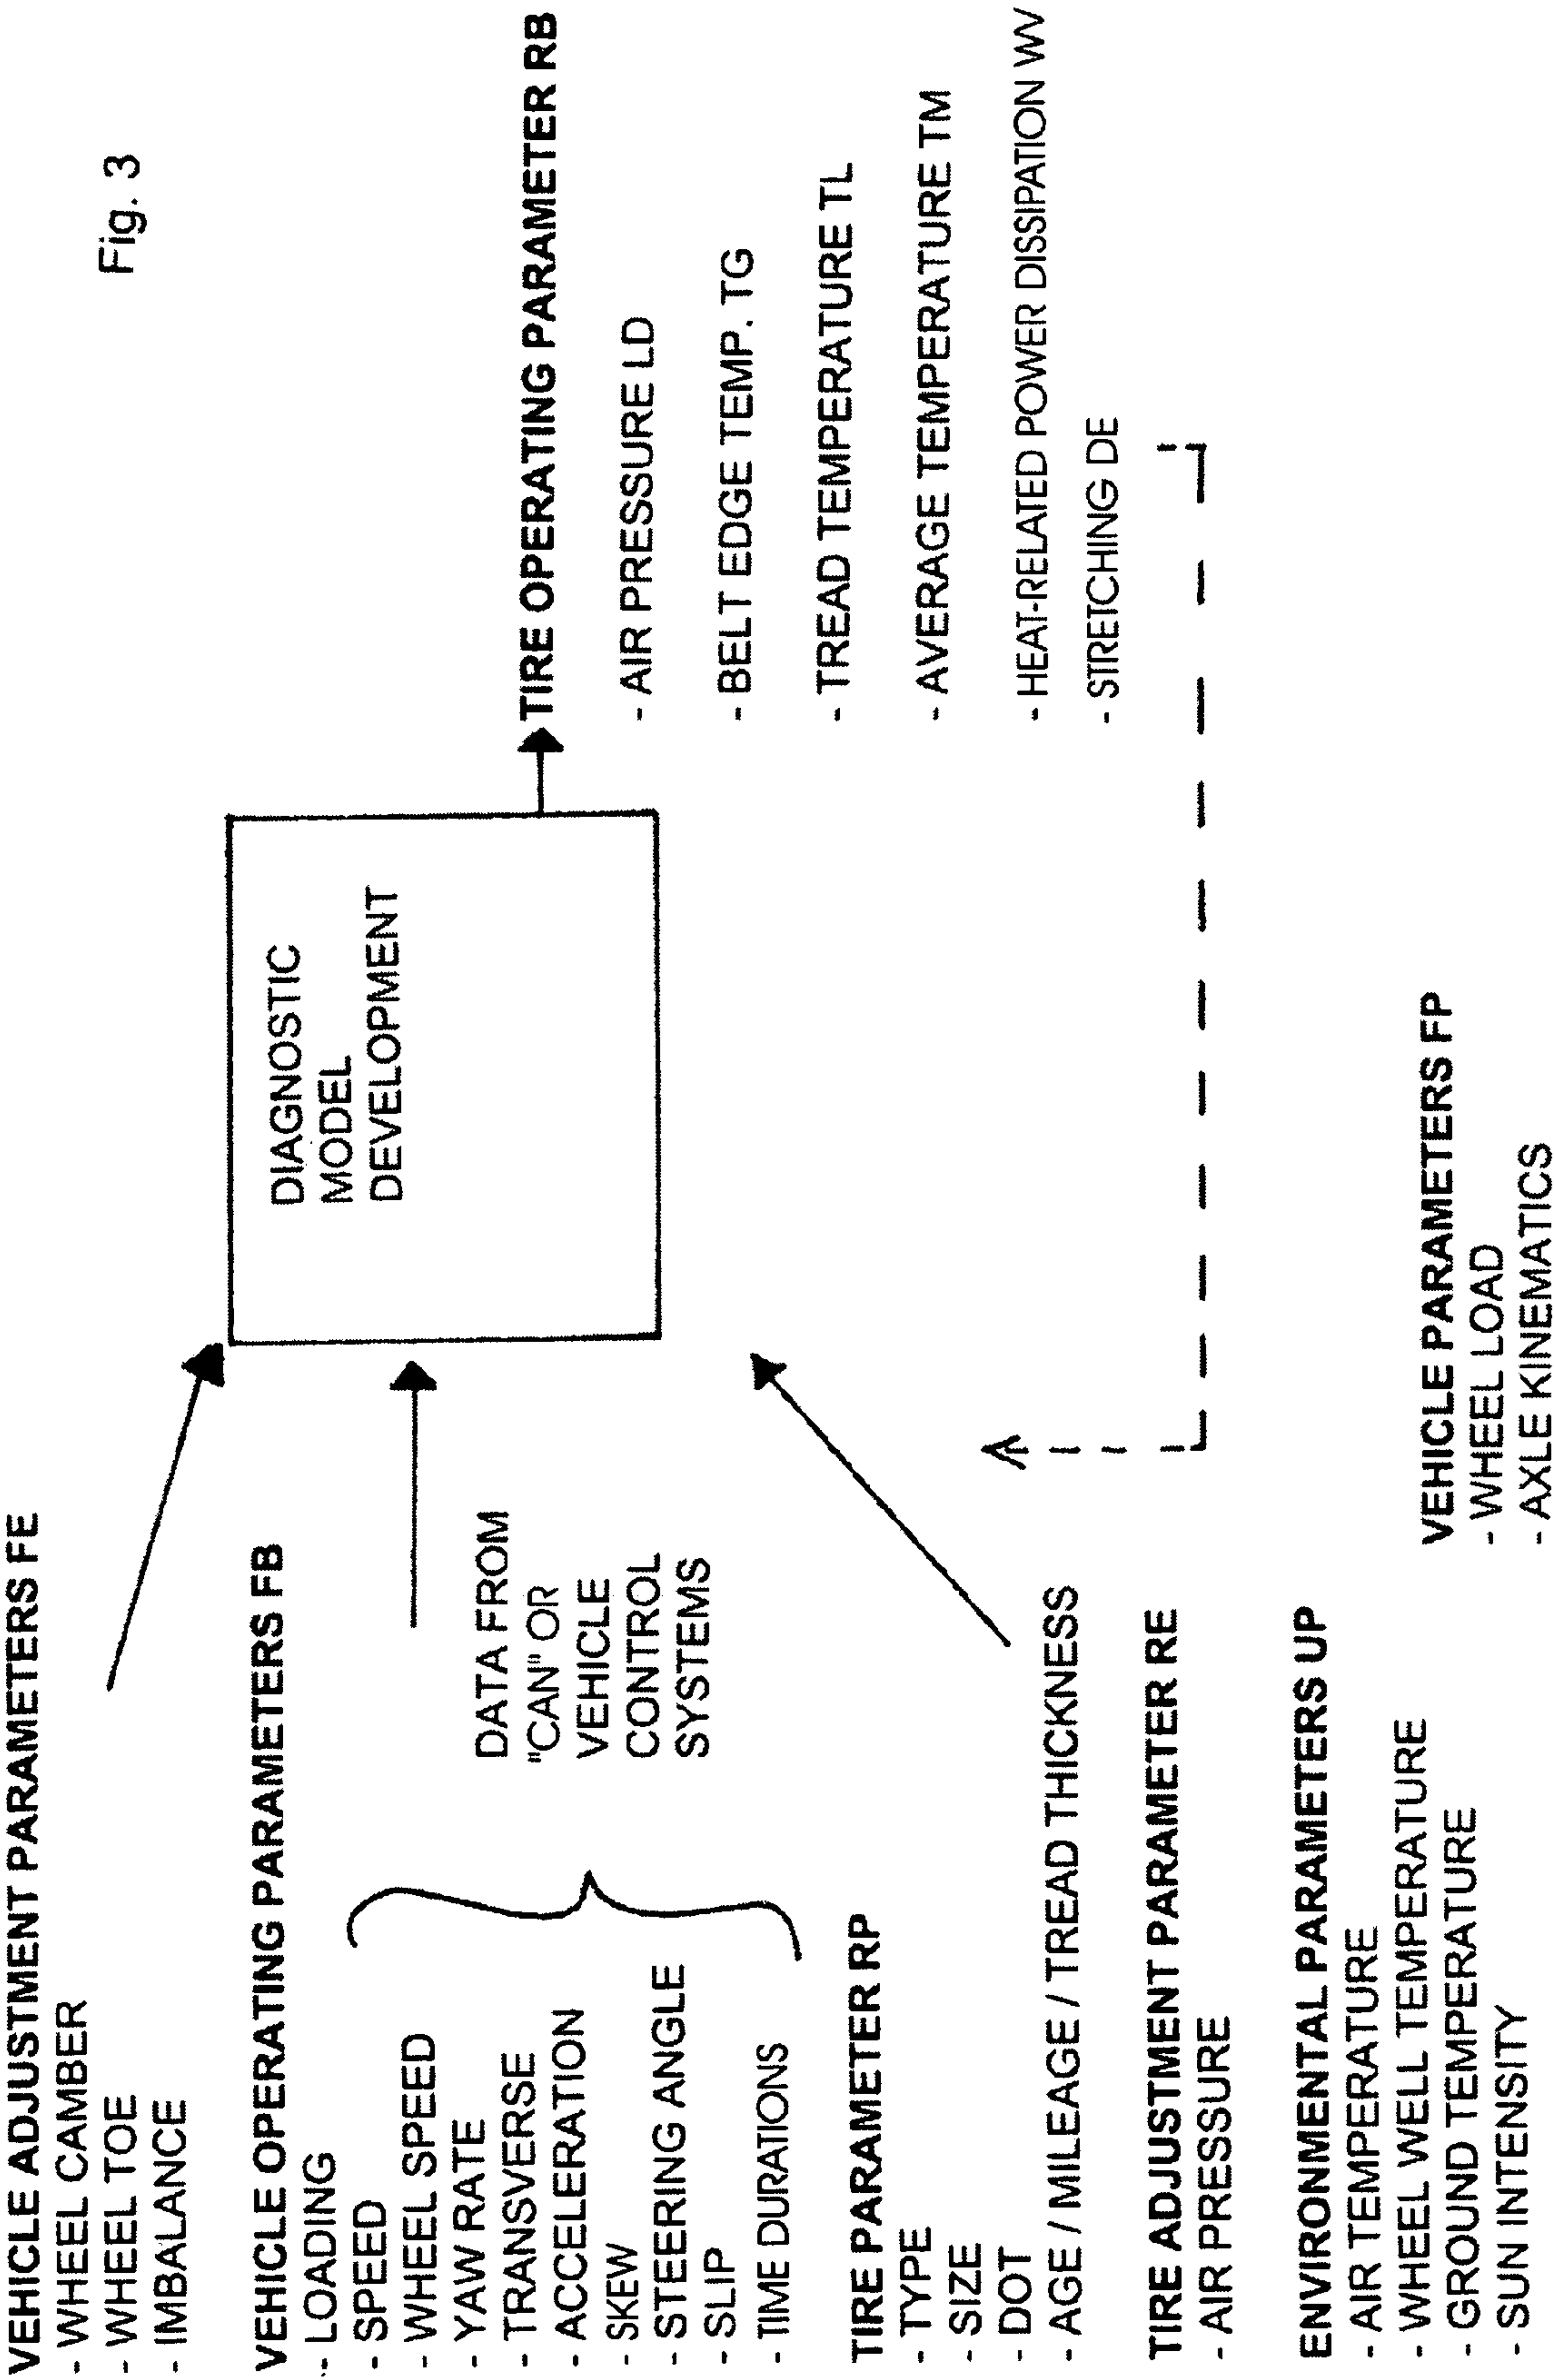 Fig. 3
VEHICLE ADJUSTMENT PARAMETERS FE
- WHEEL CAMBER
- WHEEL TOE
- IMBALANCE
VEHICLE OPERATING PARAMETERS FB
- LOADING
- SPEED
- WHEEL SPEED
- YAW RATE
- TRANSVERSE
- ACCELERATION
- SKEW
- STEERING ANGLE
- SLIP
- TIME DURATIONS
DATA FROM
"CAN" OR
VEHICLE
CONTROL
SYSTEMS
TIRE PARAMETER RP
- TYPE
- SIZE
- DOT
- AGE / MILEAGE / TREAD THICKNESS
TIRE ADJUSTMENT PARAMETER RE
- AIR PRESSURE
ENVIRONMENTAL PARAMETERS UP
- AIR TEMPERATURE
- WHEEL WELL TEMPERATURE
- GROUND TEMPERATURE
- SUN INTENSITY
VEHICLE PARAMETERS FP
- WHEEL LOAD
- AXLE KINEMATICS
DIAGNOSTIC
MODEL
DEVELOPMENT
TIRE OPERATING PARAMETER RB
- AIR PRESSURE LD
- BELT EDGE TEMP. TG
- TREAD TEMPERATURE TL
- AVERAGE TEMPERATURE TM
- HEAT-RELATED POWER DISSIPATION WV
- STRETCHING DE